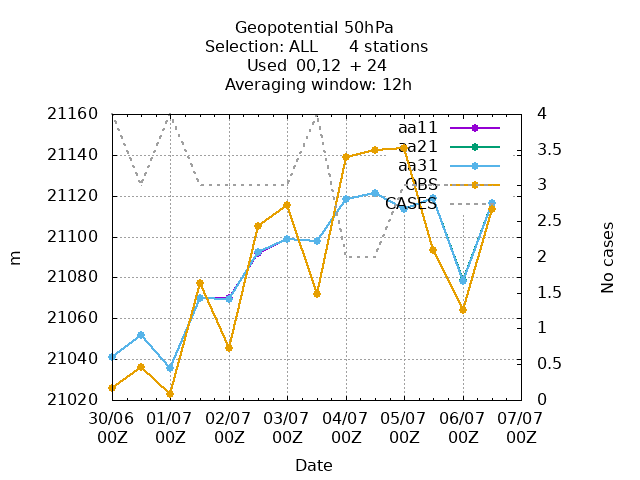 Geopotential 50hPa
Selection: ALL 4 stations
Used 00,12 + 24
Averaging window: 12h
21160
21140
21120
21100
21080
21060
21040
21020
m
4
3.5
3
2.5
2
1.5
1
0.5
0
No cases
aa11
aa21
aa31
OBS
CASES
30/06 01/07 02/07 03/07 04/07 05/07 06/07 07/07
00Z 00Z 00Z 00Z 00Z 00Z 00Z 00Z
Date